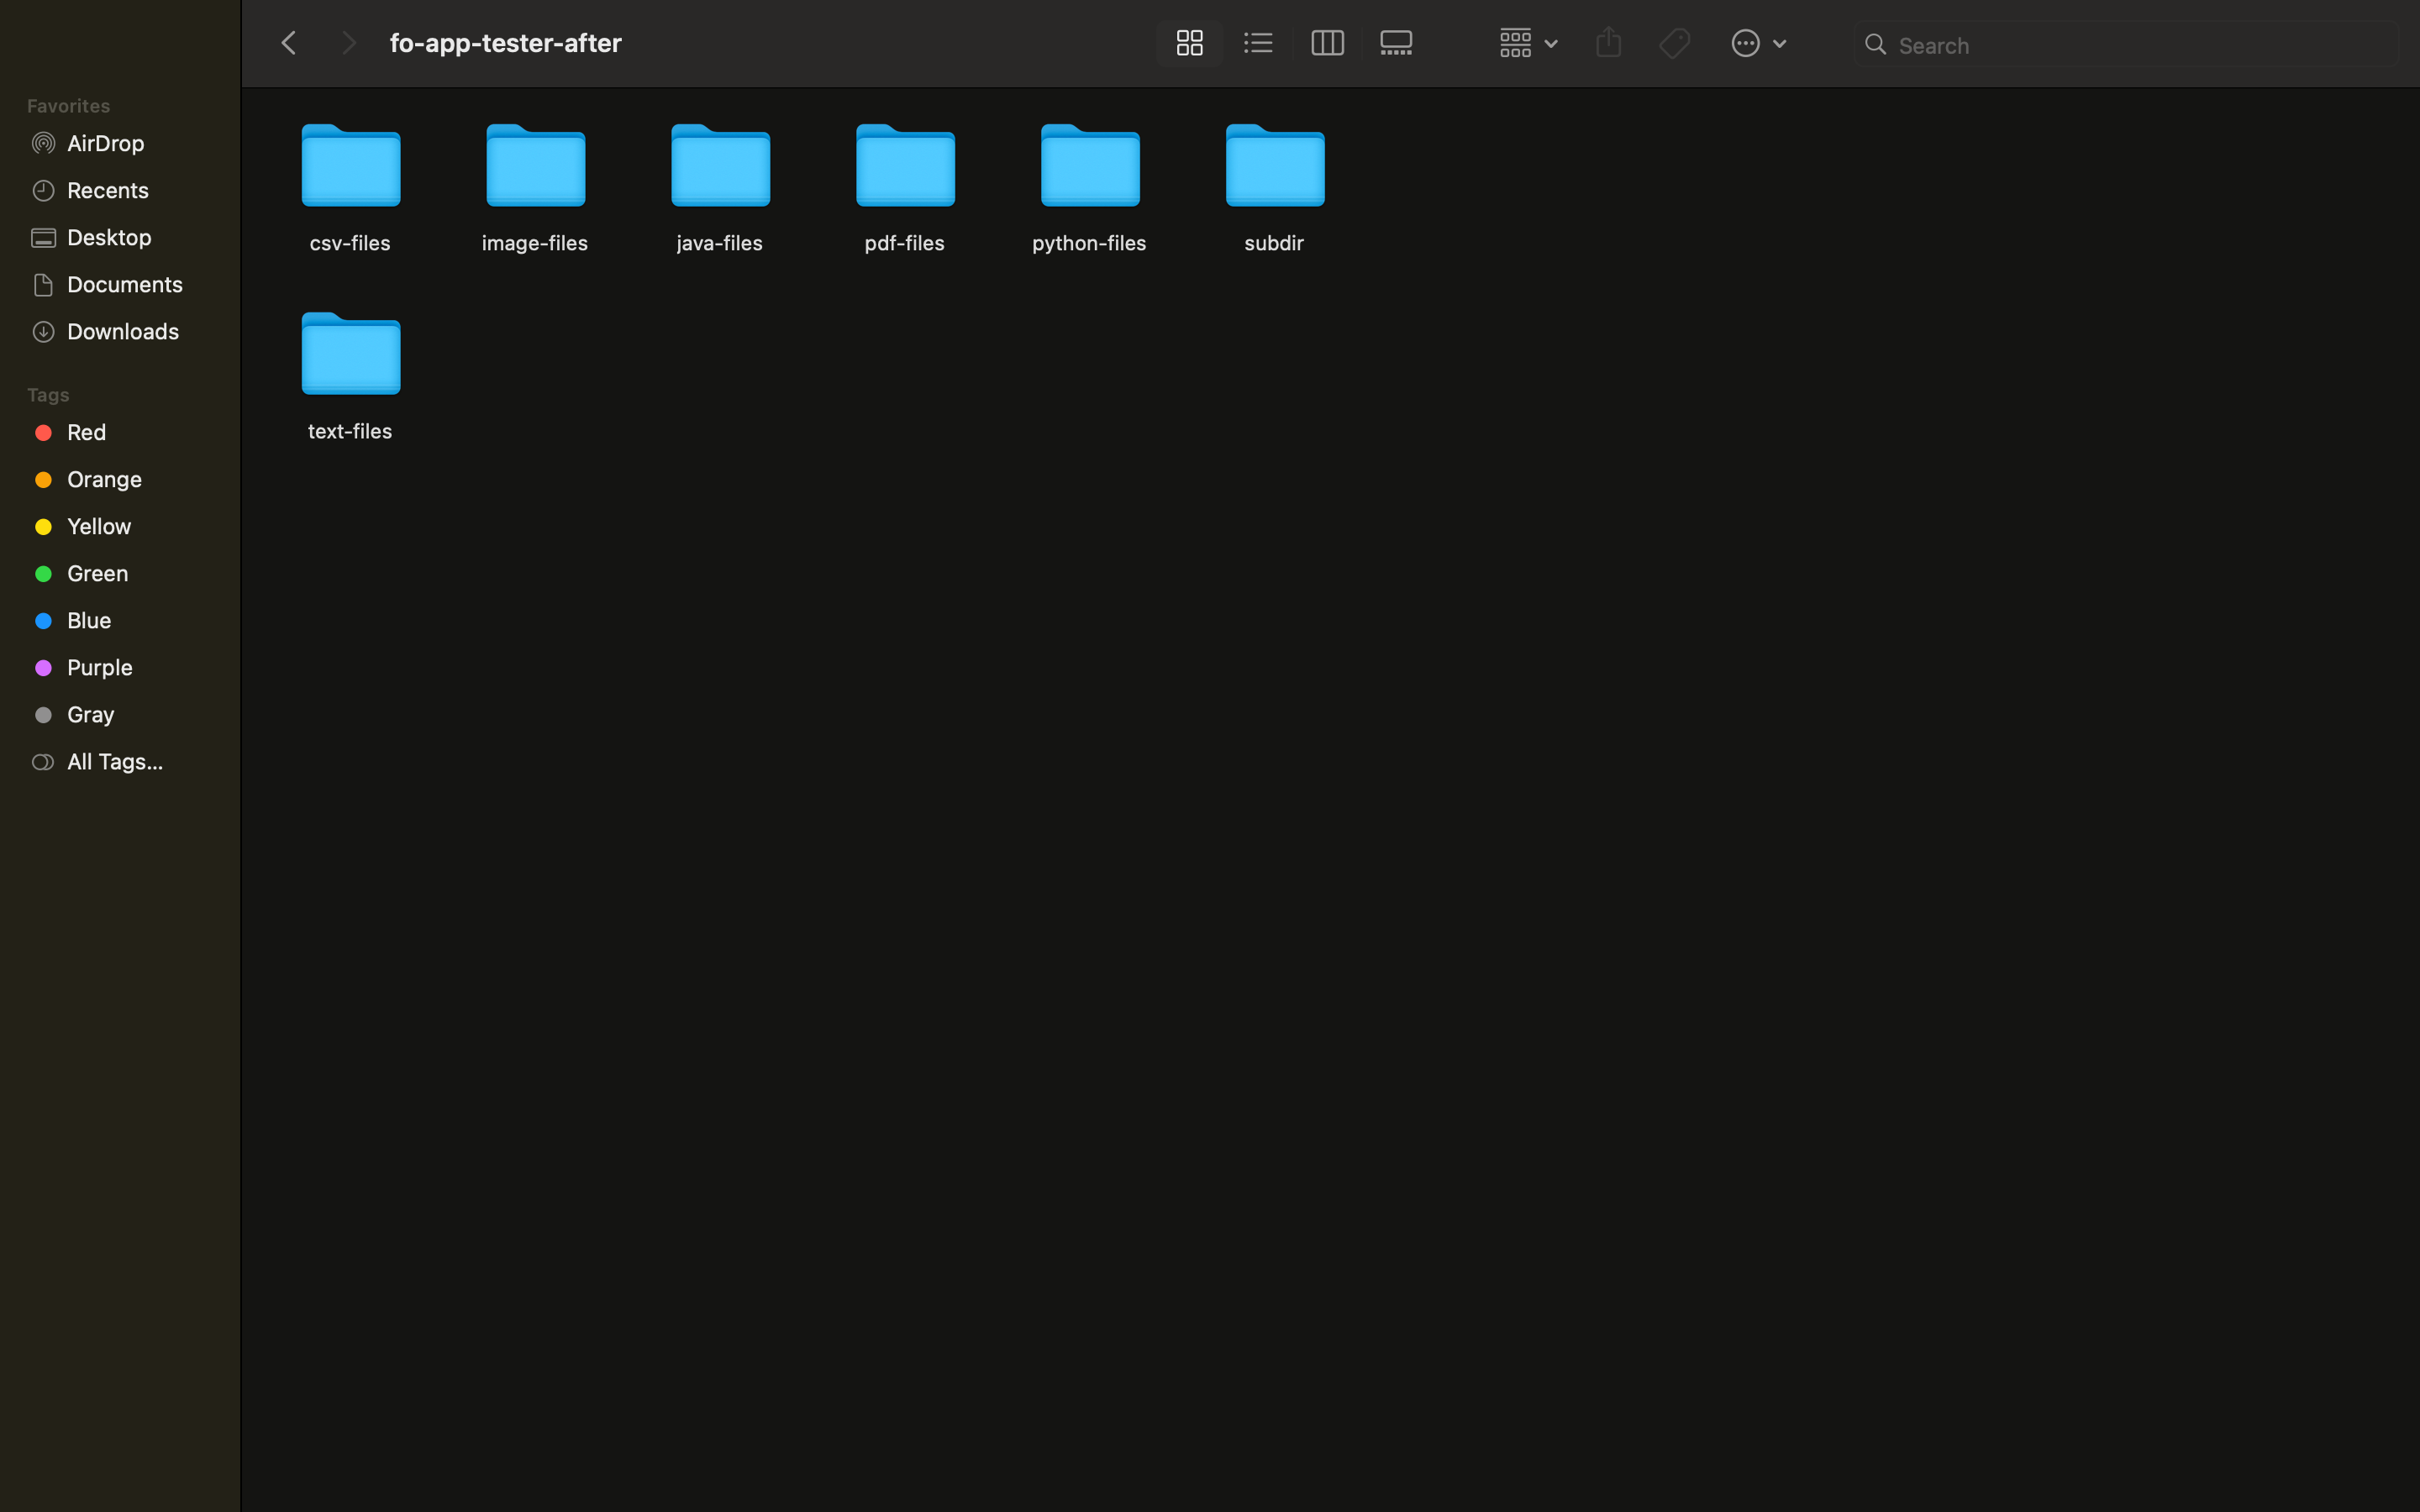 fo-app-tester-after
Search
Favorites
AirDrop
Recents
Desktop
Documents
Downloads
Tags
Red
Orange
Yellow
Green
Blue
Purple
Gray
All Tags...
csv-files
image-files
java-files
pdf-files
python-files
subdir
text-files